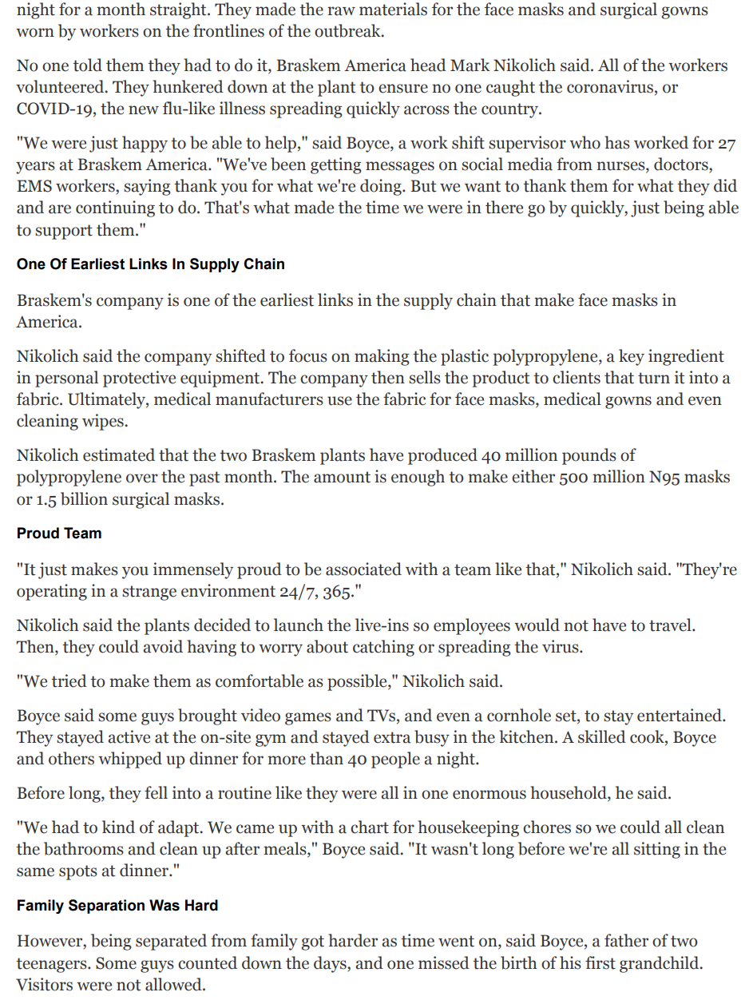 night for a month straight. They made the raw materials for the face masks and surgical gowns
worn by workers on the frontlines of the outbreak.
No one told them they had to do it, Braskem America head Mark Nikolich said. All of the workers
volunteered. They hunkered down at the plant to ensure no one caught the coronavirus, or
COVID-19, the new flu-like illness spreading quickly across the country.
"We were just happy to be able to help," said Boyce, a work shift supervisor who has worked for 27
years at Braskem America. "We've been getting messages on social media from nurses, doctors,
EMS workers, saying thank you for what we're doing. But we want to thank them for what they did
and are continuing to do. That's what made the time we were in there go by quickly, just being able
to support them."
One Of Earliest Links In Supply Chain
Braskem's company is one of the earliest links in the supply chain that make face masks in
America.
Nikolich said the company shifted to focus on making the plastic polypropylene, a key ingredient
in personal protective equipment. The company then sells the product to clients that turn it into a
fabric. Ultimately, medical manufacturers use the fabric for face masks, medical gowns and even
cleaning wipes.
Nikolich estimated that the two Braskem plants have produced 40 million pounds of
polypropylene over the past month. The amount is enough to make either 500 million N95 masks
or 1.5 billion surgical masks.
Proud Team
"It just makes you immensely proud to be associated with a team like that," Nikolich said. "They're
operating in a strange environment 24/7, 365."
Nikolich said the plants decided to launch the live-ins so employees would not have to travel.
Then, they could avoid having to worry about catching or spreading the virus.
"We tried to make them as comfortable as possible," Nikolich said.
Boyce said some guys brought video games and TVs, and even a cornhole set, to stay entertained.
They stayed active at the on-site gym and stayed extra busy in the kitchen. A skilled cook, Boyce
and others whipped up dinner for more than 40 people a night.
Before long, they fell into a routine like they were all in one enormous household, he said.
"We had to kind of adapt. We came up with a chart for housekeeping chores so we could all clean
the bathrooms and clean up after meals," Boyce said. "It wasn't long before we're all sitting in the
same spots at dinner."
Family Separation Was Hard
However, being separated from family got harder as time went on, said Boyce, a father of two
teenagers. Some guys counted down the days, and one missed the birth of his first grandchild.
Visitors were not allowed.